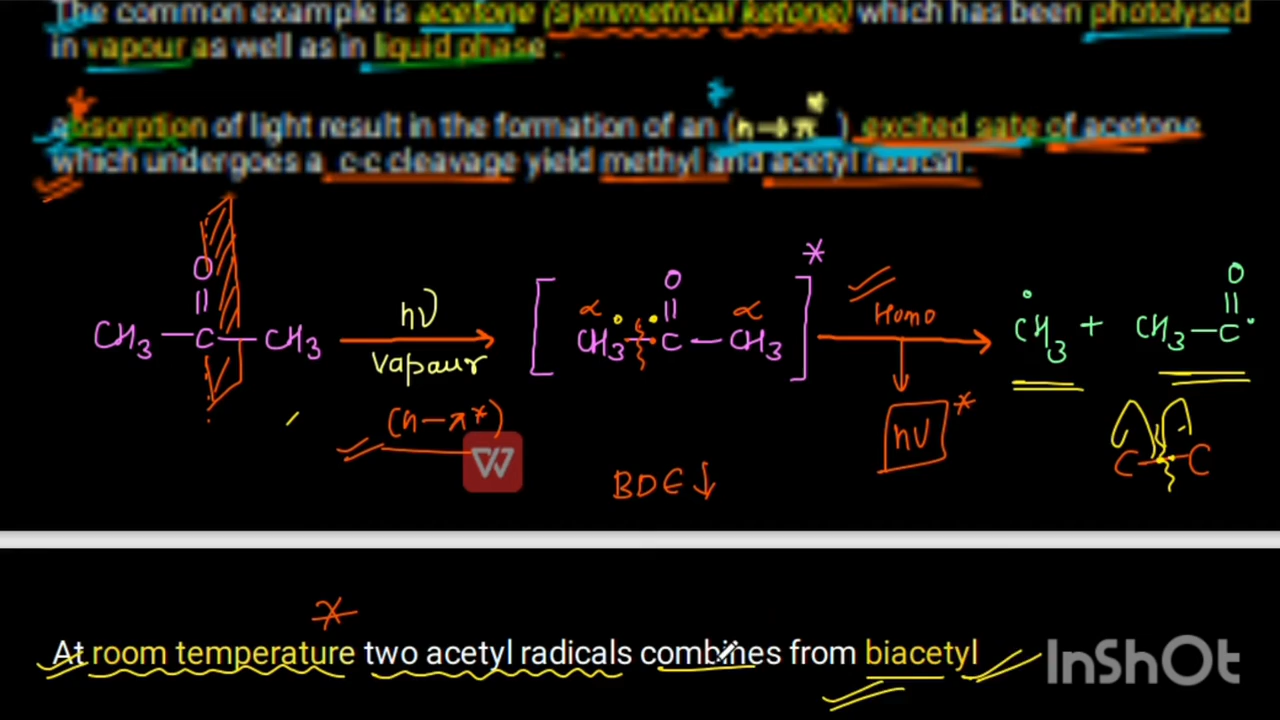 The common example is acetone (symmetrical ketone) which has been photolysed
in vapour as well as in liquid phase .
absorption of light result in the formation of an (n→π* ) excited sate of acetone
which undergoes a c-c cleavage yield methyl and acetyl radical .
O
||
CH3 — C — CH3
hν
Vapour
(n-π*)
[ CH3 — C — CH3 ]*
O
||
α α
Homo
hν *
ĊH3 + CH3—C·
O
||
C — C
BDE↓
W
At room temperature two acetyl radicals combines from biacetyl
InShOt